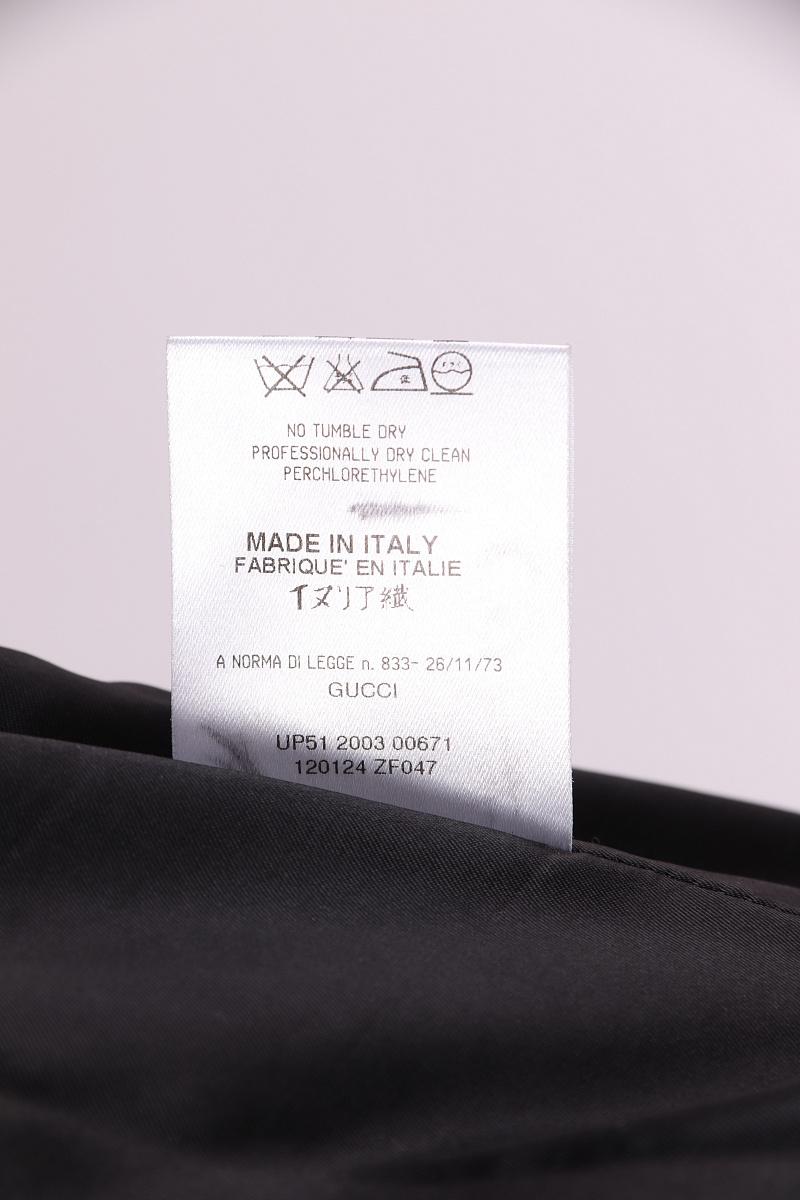 NO TUMBLE DRY
PROFESSIONALLY DRY CLEAN
PERCHLORETHYLENE
MADE IN ITALY
FABRIQUE' EN ITALIE
イヌリア織
A NORMA DI LEGGE n. 833- 26/11/73
GUCCI
UP51 2003 00671
120124 ZF047